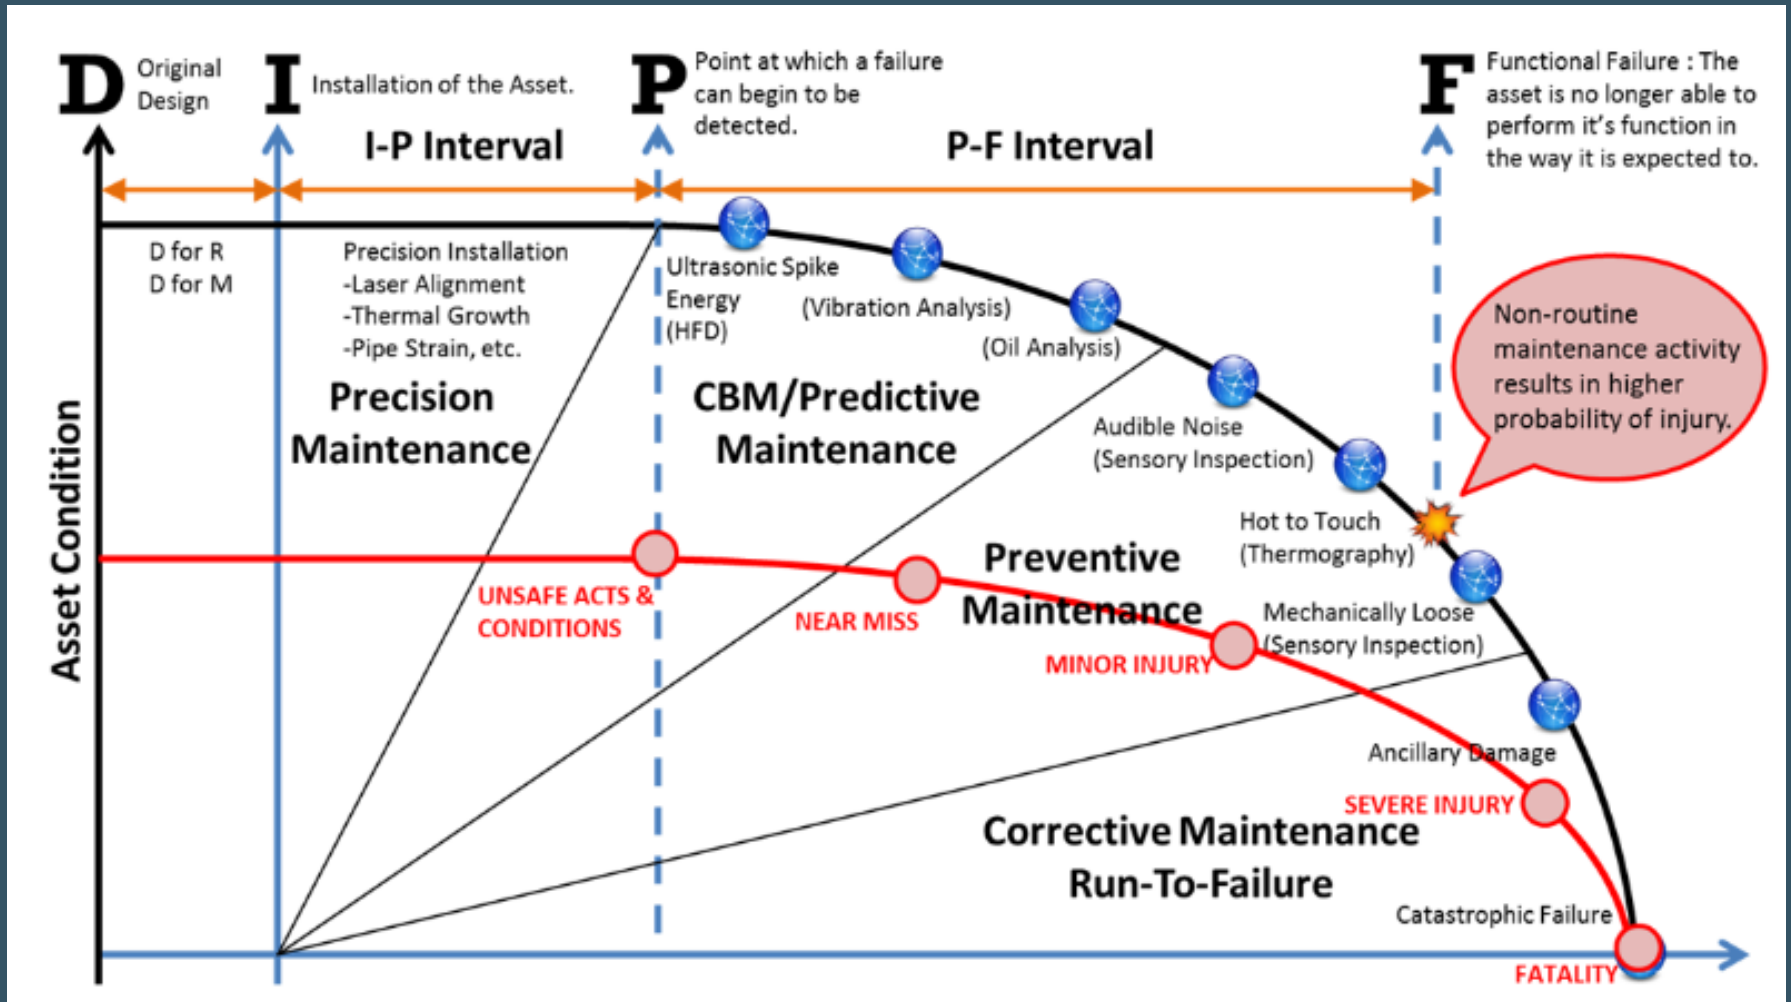 D
Original
Design
I
Installation of the Asset.
P
Point at which a failure
can begin to be
detected.
F
Functional Failure : The
asset is no longer able to
perform it's function in
the way it is expected to.
I-P Interval
P-F Interval
D for R
D for M
Precision Installation
-Laser Alignment
-Thermal Growth
-Pipe Strain, etc.
Ultrasonic Spike
Energy
(HFD)
(Vibration Analysis)
(Oil Analysis)
Non-routine
maintenance activity
results in higher
probability of injury.
Precision
Maintenance
CBM/Predictive
Maintenance
Audible Noise
(Sensory Inspection)
Asset Condition
Hot to Touch
(Thermography)
Preventive
Maintenance
UNSAFE ACTS &
CONDITIONS
NEAR MISS
Mechanically Loose
(Sensory Inspection)
MINOR INJURY
Ancillary Damage
SEVERE INJURY
Corrective Maintenance
Run-To-Failure
Catastrophic Failure
FATALITY